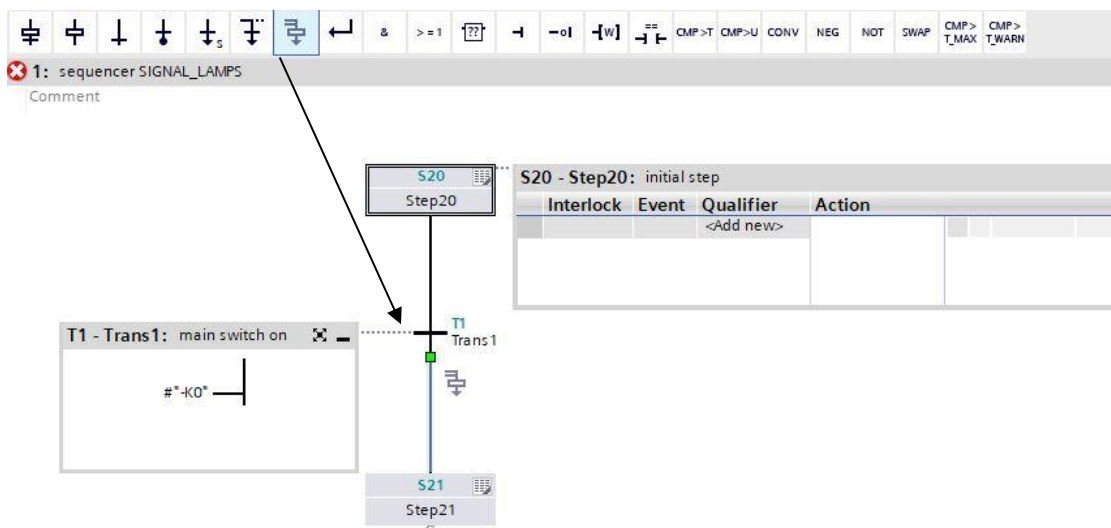 S & >=1 ?? [W] == CMP>T CMP>U CONV NEG NOT SWAP CMP> T_MAX CMP> T_WARN
1: sequencer SIGNAL_LAMPS
Comment
S20
Step20
S20 - Step20: initial step
Interlock Event Qualifier Action
<Add new>
T1 - Trans1: main switch on
#"-K0"
T1
Trans1
S21
Step21